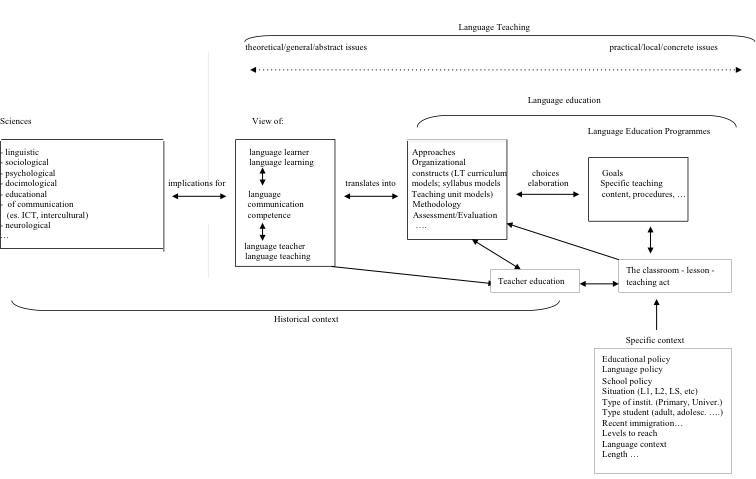 Language Teaching
theoretical/general/abstract issues
practical/local/concrete issues
Language education
Sciences
View of:
Language Education Programmes
- linguistic
- sociological
- psychological
- docimological
- educational
- of communication
(es. ICT, intercultural)
- neurological
…
implications for
language learner
language learning
language
communication
competence
language teacher
language teaching
translates into
Approaches
Organizational
constructs (LT curriculum
models; syllabus models
Teaching unit models)
Methodology
Assessment/Evaluation
….
choices
elaboration
Goals
Specific teaching
content, procedures, …
Teacher education
The classroom - lesson -
teaching act
Historical context
Specific context
Educational policy
Language policy
School policy
Situation (L1, L2, LS, etc)
Type of instit. (Primary, Univer.)
Type student (adult, adolesc. ….)
Recent immigration…
Levels to reach
Language context
Length …